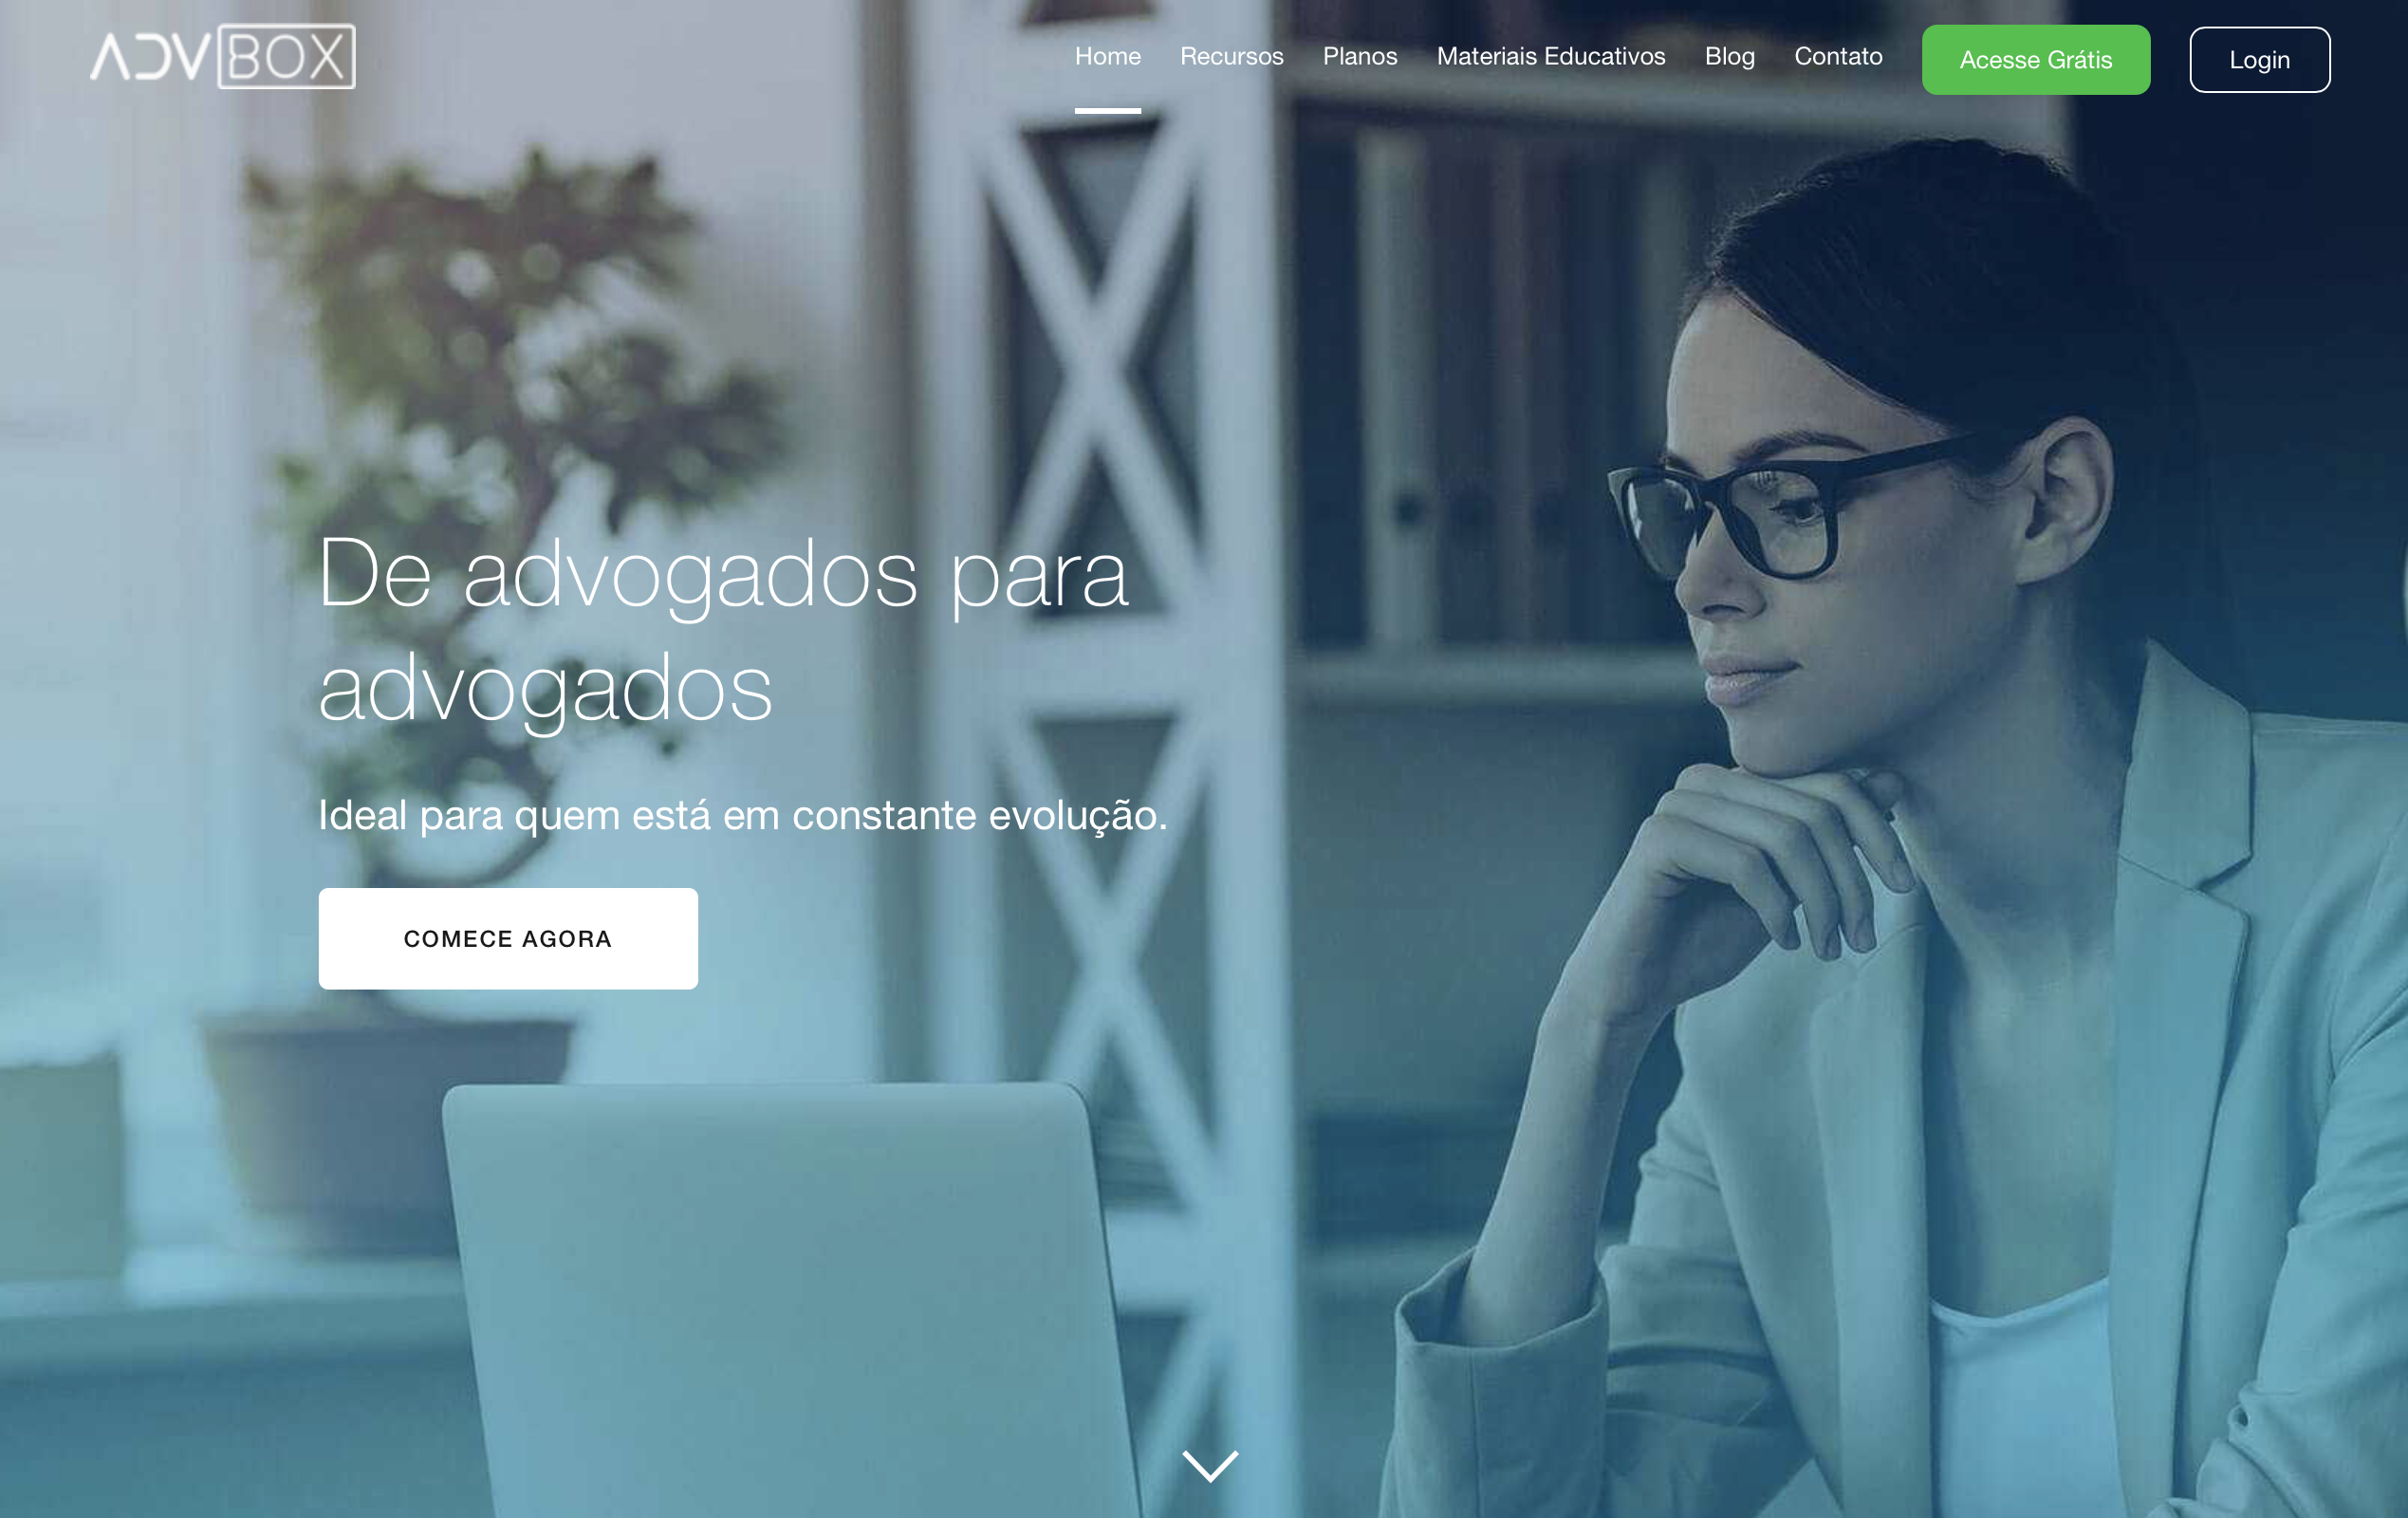 ADVBOX
Home Recursos Planos Materiais Educativos Blog Contato Acesse Grátis Login
De advogados para
advogados
Ideal para quem está em constante evolução.
COMECE AGORA